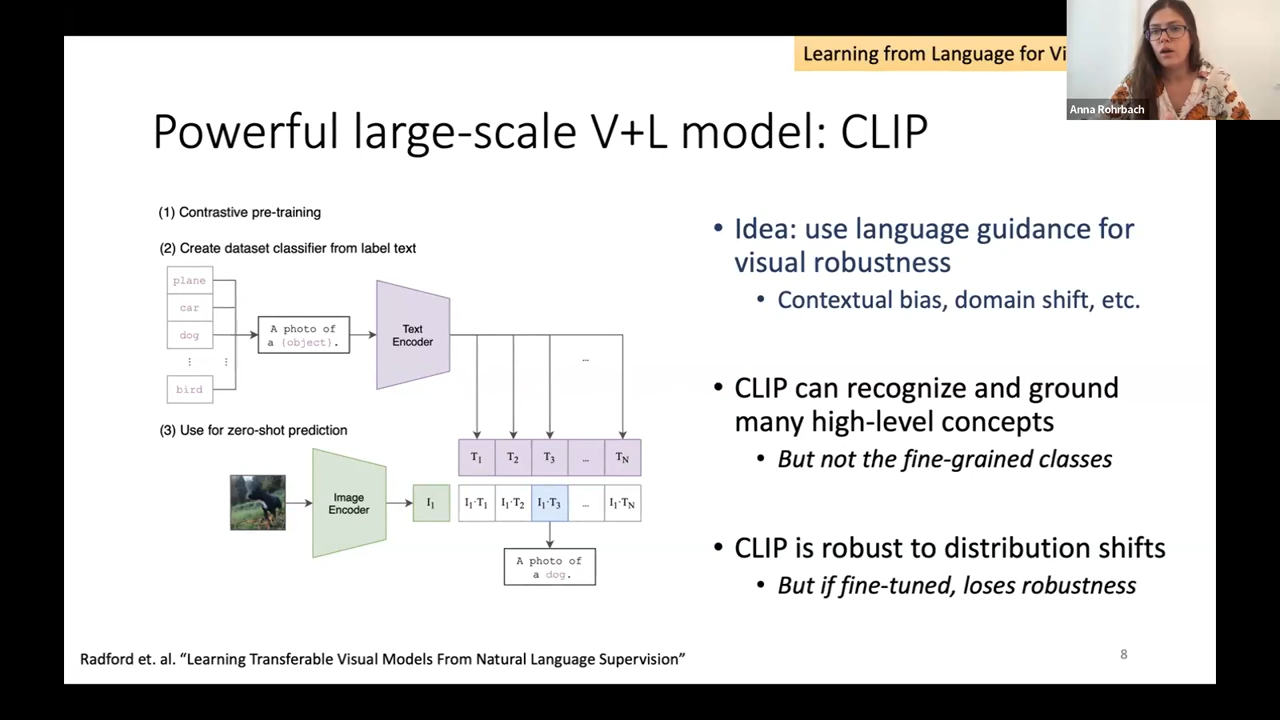 Learning from Language for Vi
Anna Rohrbach
Powerful large-scale V+L model: CLIP
(1) Contrastive pre-training
(2) Create dataset classifier from label text
plane
car
dog
⋮ ⋮
bird
A photo of
a {object}.
Text
Encoder
...
(3) Use for zero-shot prediction
T1 T2 T3 ... TN
Image
Encoder
I1
I1·T1 I1·T2 I1·T3 ... I1·TN
A photo of
a dog.
• Idea: use language guidance for
visual robustness
• Contextual bias, domain shift, etc.
• CLIP can recognize and ground
many high-level concepts
• But not the fine-grained classes
• CLIP is robust to distribution shifts
• But if fine-tuned, loses robustness
Radford et. al. “Learning Transferable Visual Models From Natural Language Supervision”
8